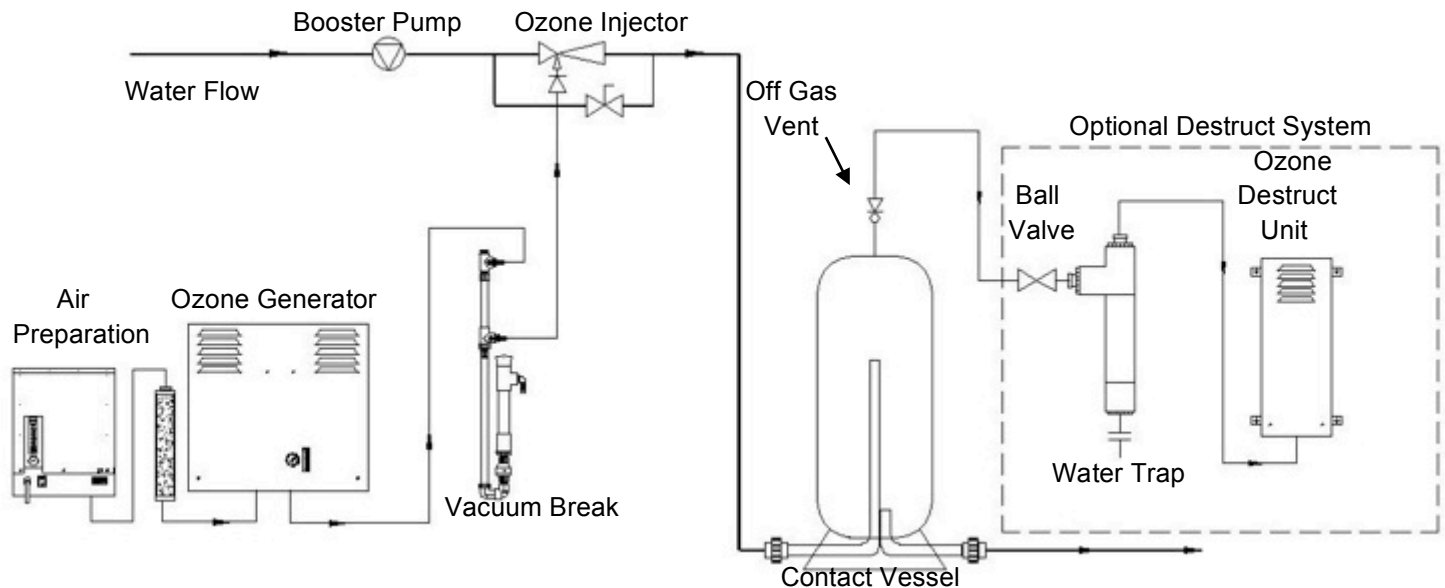 Booster Pump
Ozone Injector
Water Flow
Off Gas
Vent
Optional Destruct System
Ozone
Destruct
Unit
Ball
Valve
Air
Preparation
Ozone Generator
Vacuum Break
Water Trap
Contact Vessel